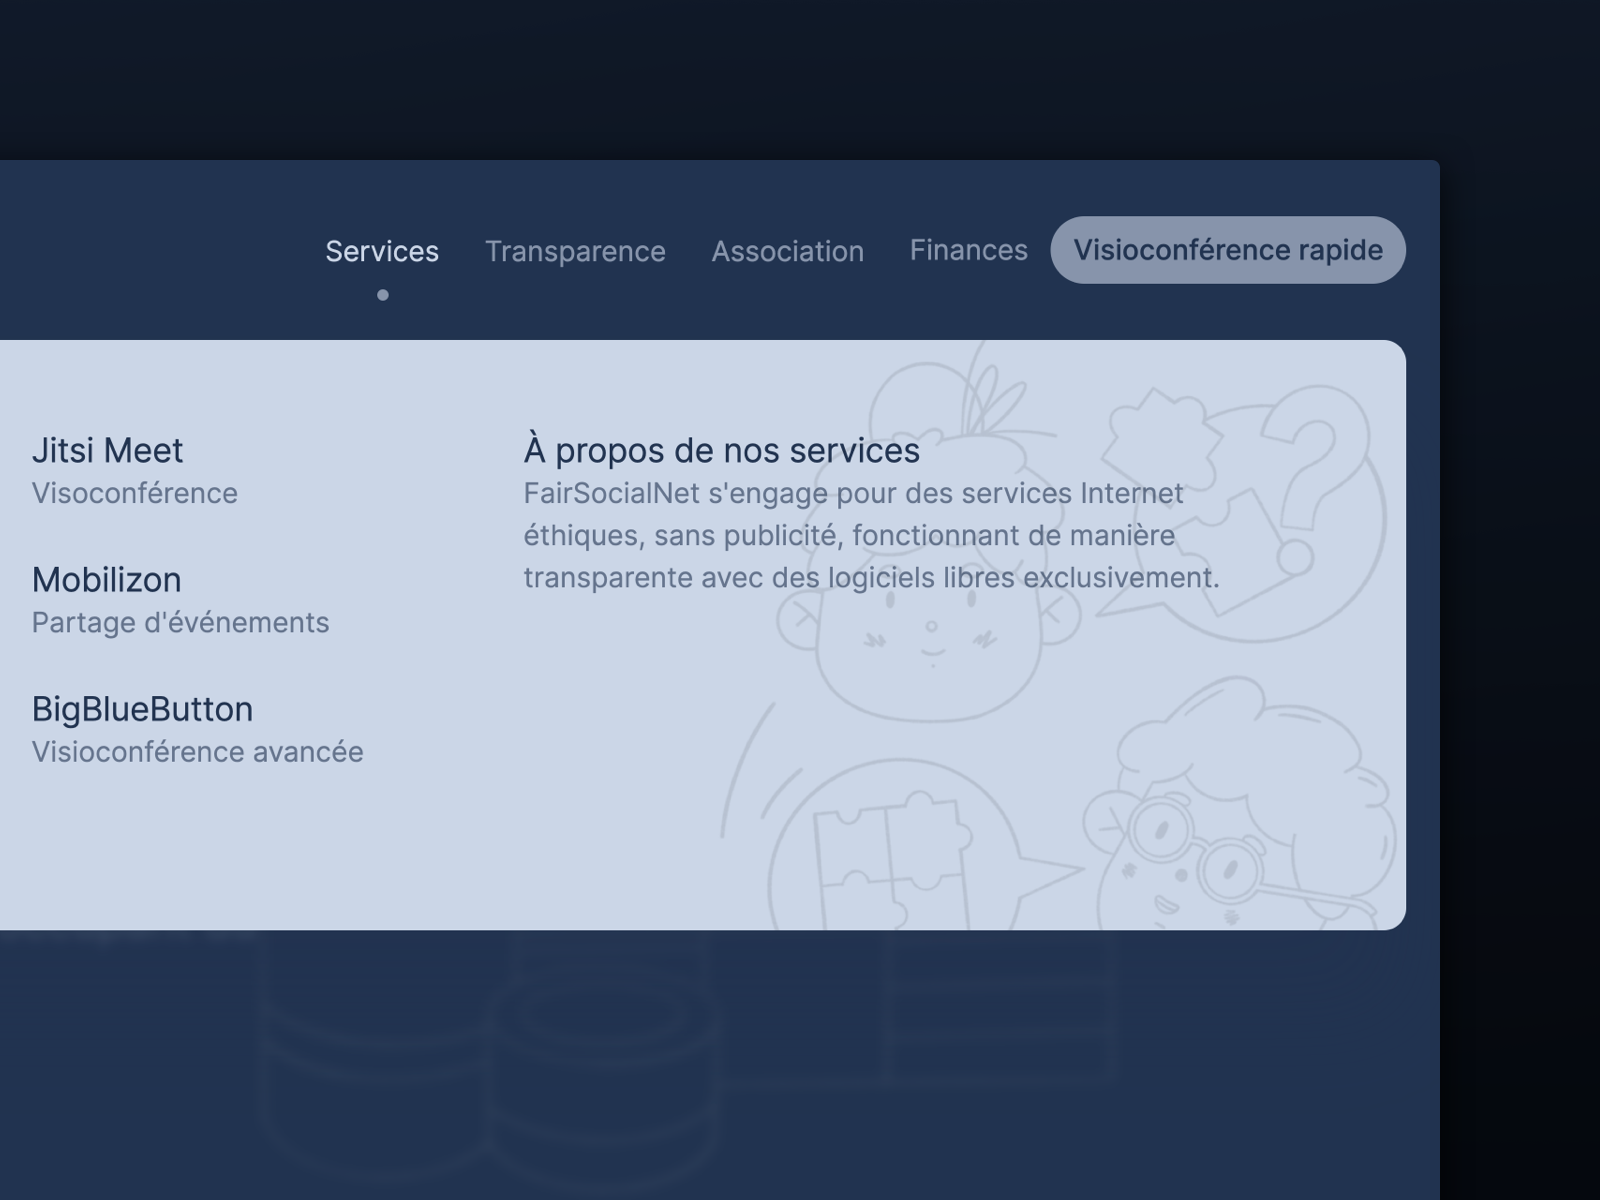 Services
Transparence
Association
Finances
Visioconférence rapide
Jitsi Meet
Visoconférence
Mobilizon
Partage d'événements
BigBlueButton
Visioconférence avancée
À propos de nos services
FairSocialNet s'engage pour des services Internet
éthiques, sans publicité, fonctionnant de manière
transparente avec des logiciels libres exclusivement.